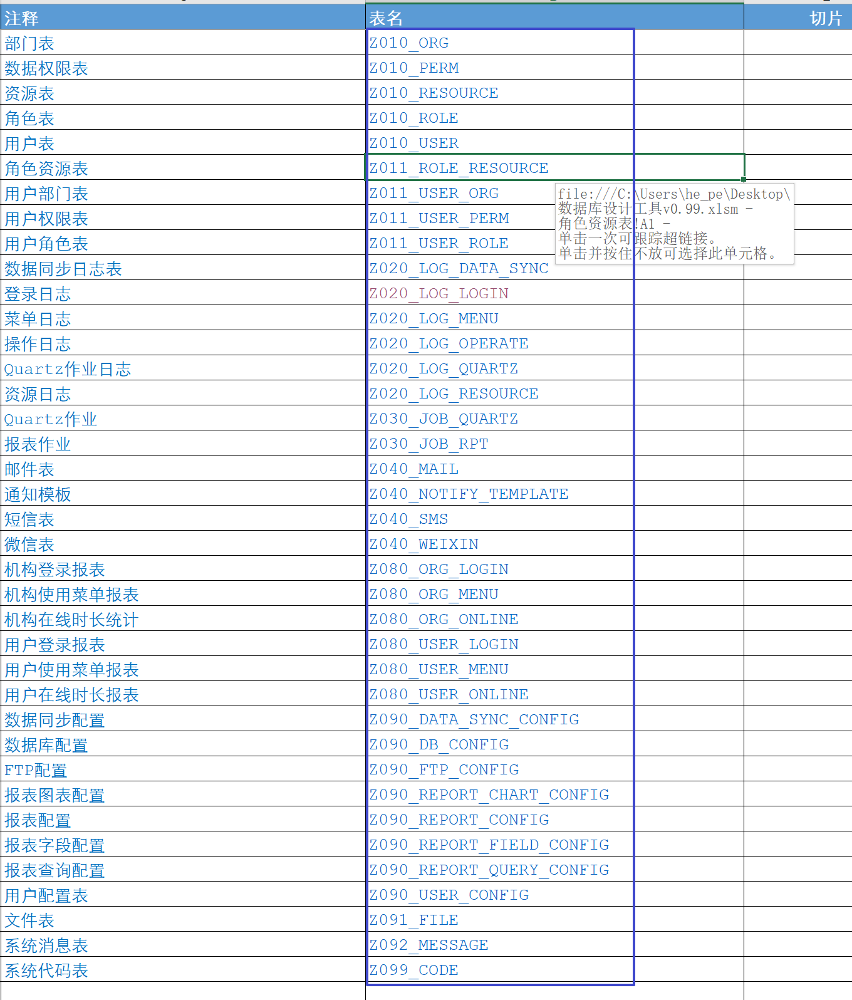 注释 表名 切片
部门表 Z010_ORG
数据权限表 Z010_PERM
资源表 Z010_RESOURCE
角色表 Z010_ROLE
用户表 Z010_USER
角色资源表 Z011_ROLE_RESOURCE
用户部门表 Z011_USER_ORG
用户权限表 Z011_USER_PERM
用户角色表 Z011_USER_ROLE
file:///C:\Users\he_pe\Desktop\
数据库设计工具v0.99.xlsm -
角色资源表!A1 -
单击一次可跟踪超链接。
单击并按住不放可选择此单元格。
数据同步日志表 Z020_LOG_DATA_SYNC
登录日志 Z020_LOG_LOGIN
菜单日志 Z020_LOG_MENU
操作日志 Z020_LOG_OPERATE
Quartz作业日志 Z020_LOG_QUARTZ
资源日志 Z020_LOG_RESOURCE
Quartz作业 Z030_JOB_QUARTZ
报表作业 Z030_JOB_RPT
邮件表 Z040_MAIL
通知模板 Z040_NOTIFY_TEMPLATE
短信表 Z040_SMS
微信表 Z040_WEIXIN
机构登录报表 Z080_ORG_LOGIN
机构使用菜单报表 Z080_ORG_MENU
机构在线时长统计 Z080_ORG_ONLINE
用户登录报表 Z080_USER_LOGIN
用户使用菜单报表 Z080_USER_MENU
用户在线时长报表 Z080_USER_ONLINE
数据同步配置 Z090_DATA_SYNC_CONFIG
数据库配置 Z090_DB_CONFIG
FTP配置 Z090_FTP_CONFIG
报表图表配置 Z090_REPORT_CHART_CONFIG
报表配置 Z090_REPORT_CONFIG
报表字段配置 Z090_REPORT_FIELD_CONFIG
报表查询配置 Z090_REPORT_QUERY_CONFIG
用户配置表 Z090_USER_CONFIG
文件表 Z091_FILE
系统消息表 Z092_MESSAGE
系统代码表 Z099_CODE